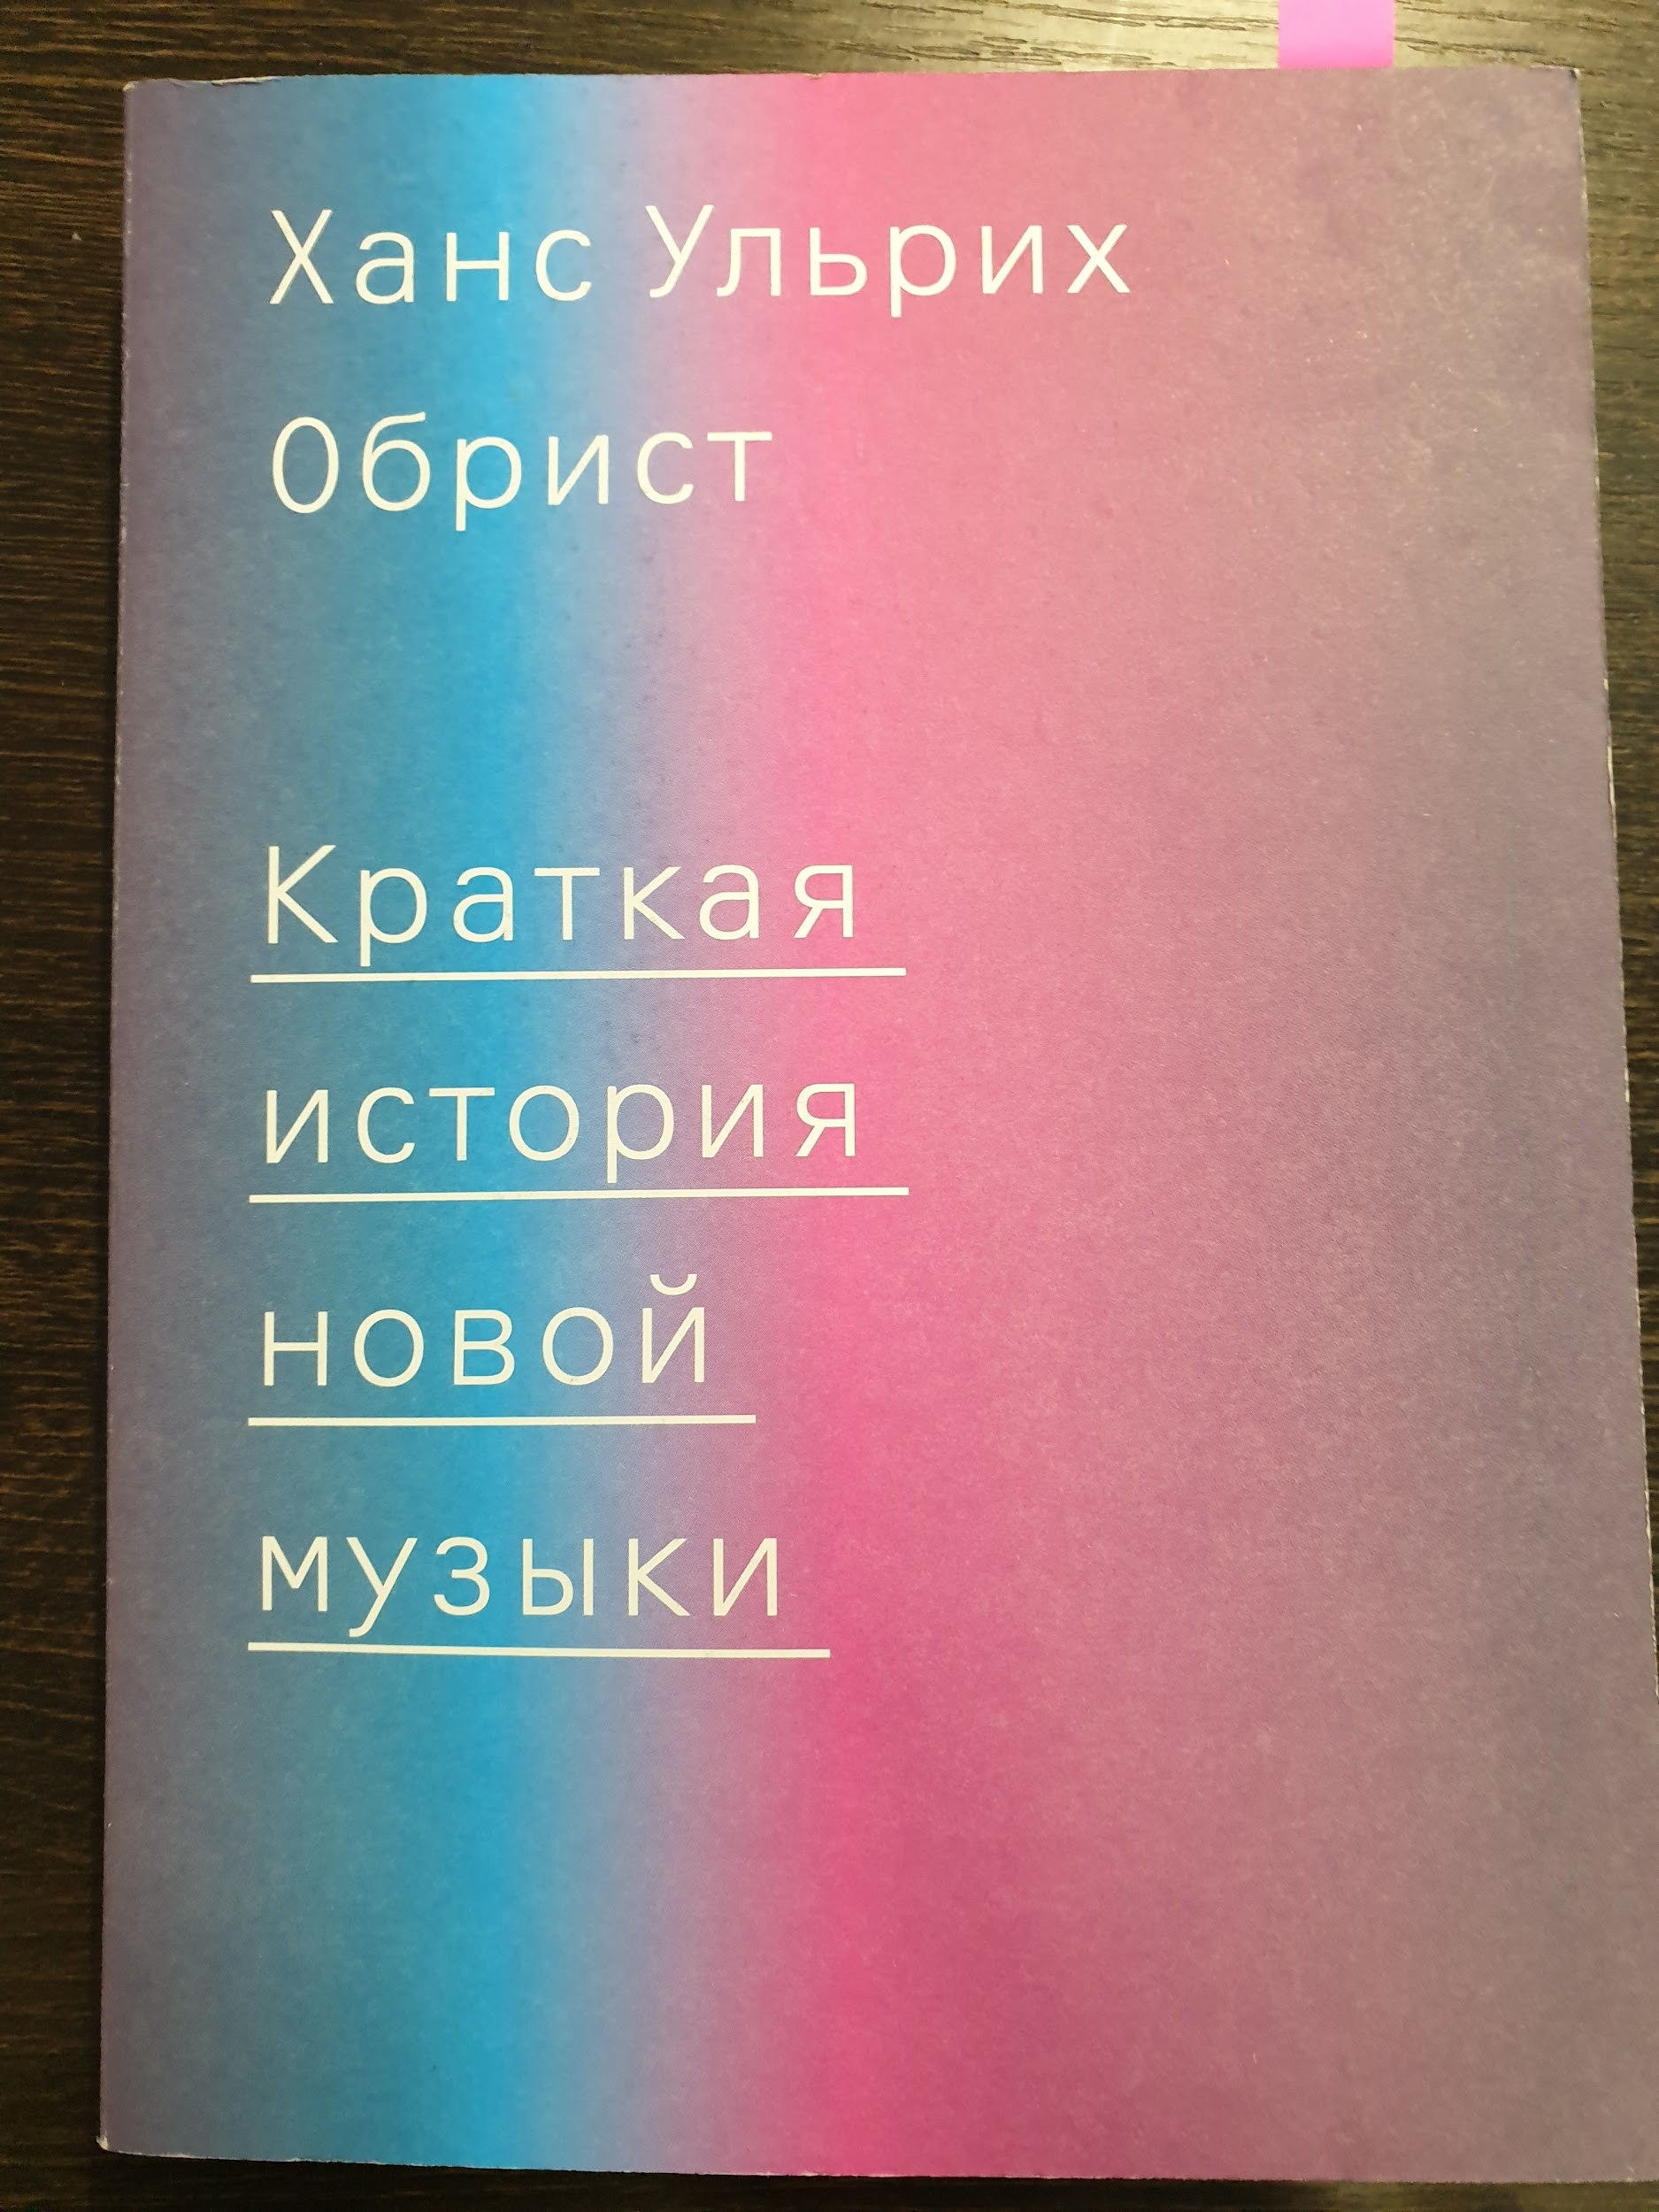 Ханс Ульрих
Обрист
Краткая
история
новой
музыки